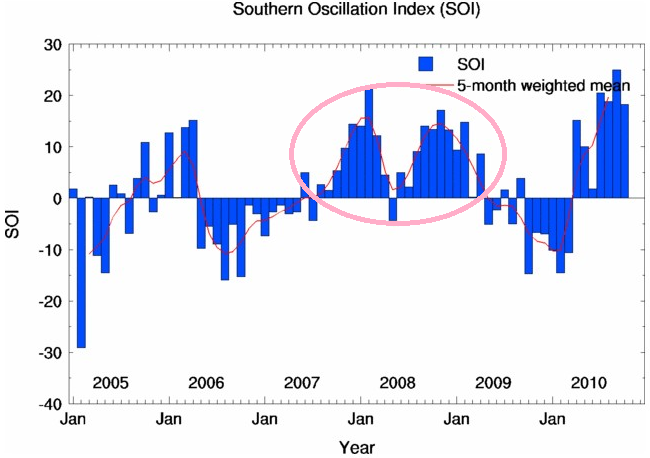 Southern Oscillation Index (SOI)
30
SOI
5-month weighted mean
20
10
0
SOI
-10
-20
-30
2005 2006 2007 2008 2009 2010
-40
Jan Jan Jan Jan Jan Jan
Year